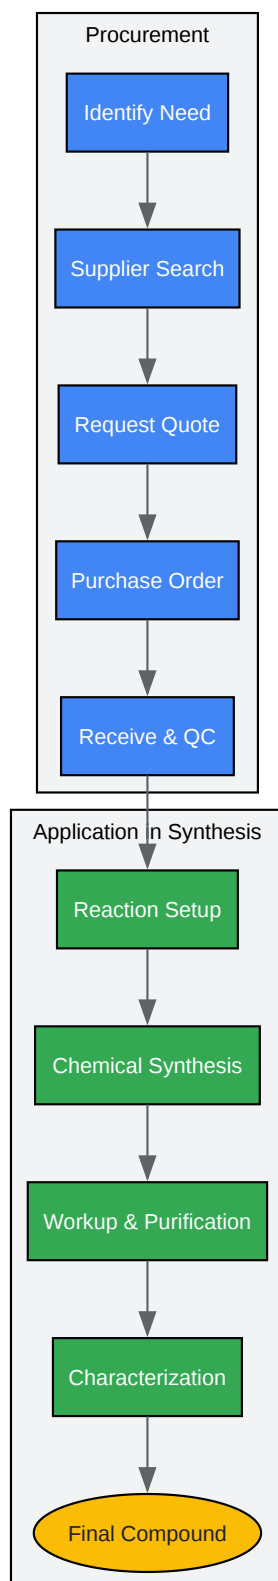 Procurement
Identify Need
Supplier Search
Request Quote
Purchase Order
Receive & QC
Application in Synthesis
Reaction Setup
Chemical Synthesis
Workup & Purification
Characterization
Final Compound